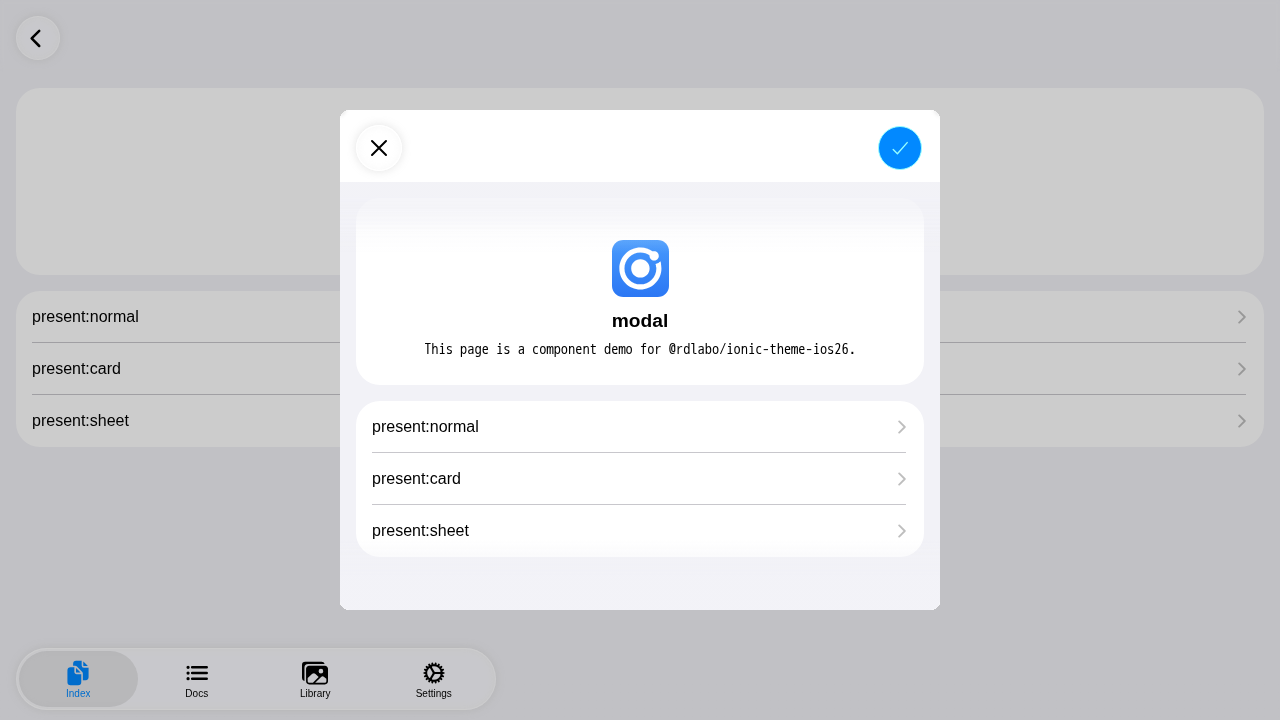 present:normal
present:card
present:sheet
modal
This page is a component demo for @rdlabo/ionic-theme-ios26.
present:normal
present:card
present:sheet
Index
Docs
Library
Settings